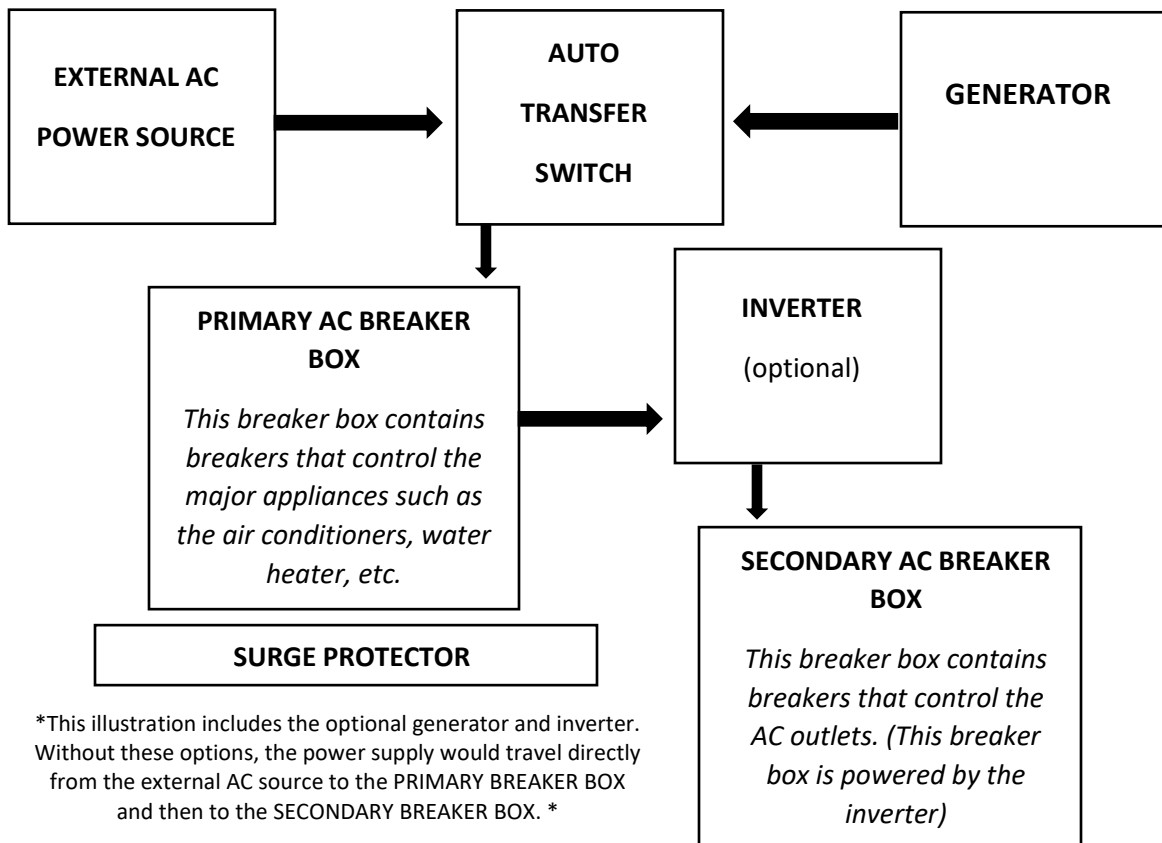 EXTERNAL AC
POWER SOURCE
AUTO
TRANSFER
SWITCH
GENERATOR
PRIMARY AC BREAKER
BOX
This breaker box contains
breakers that control the
major appliances such as
the air conditioners, water
heater, etc.
INVERTER
(optional)
SURGE PROTECTOR
SECONDARY AC BREAKER
BOX
This breaker box contains
breakers that control the
AC outlets. (This breaker
box is powered by the
inverter)
*This illustration includes the optional generator and inverter.
Without these options, the power supply would travel directly
from the external AC source to the PRIMARY BREAKER BOX
and then to the SECONDARY BREAKER BOX. *